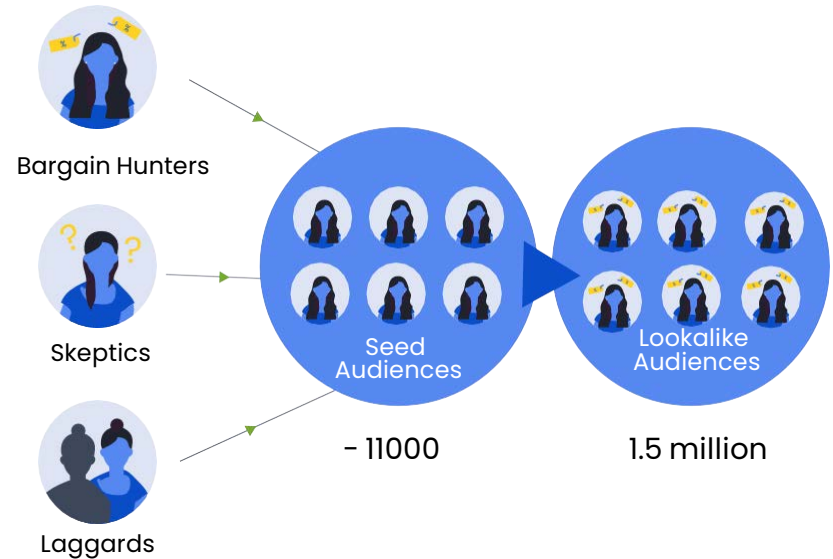 Bargain Hunters
Skeptics
Laggards
Seed
Audiences
- 11000
Lookalike
Audiences
1.5 million